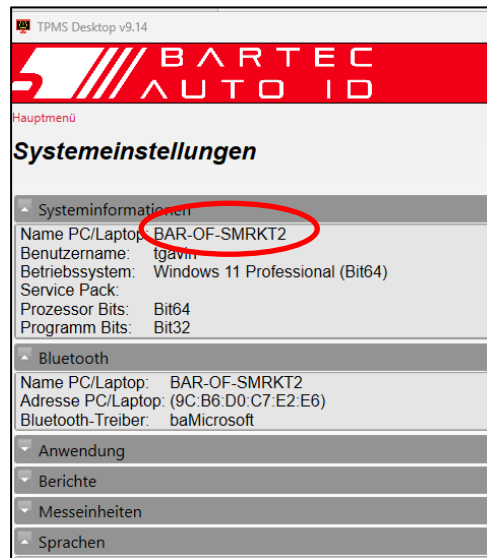 TPMS Desktop v9.14
BARTEC
AUTO ID
Hauptmenü
Systemeinstellungen
Systeminformationen
Name PC/Laptop: BAR-OF-SMRKT2
Benutzername: tgavin
Betriebssystem: Windows 11 Professional (Bit64)
Service Pack:
Prozessor Bits: Bit64
Programm Bits: Bit32
Bluetooth
Name PC/Laptop: BAR-OF-SMRKT2
Adresse PC/Laptop: (9C:B6:D0:C7:E2:E6)
Bluetooth-Treiber: baMicrosoft
Anwendung
Berichte
Messeinheiten
Sprachen